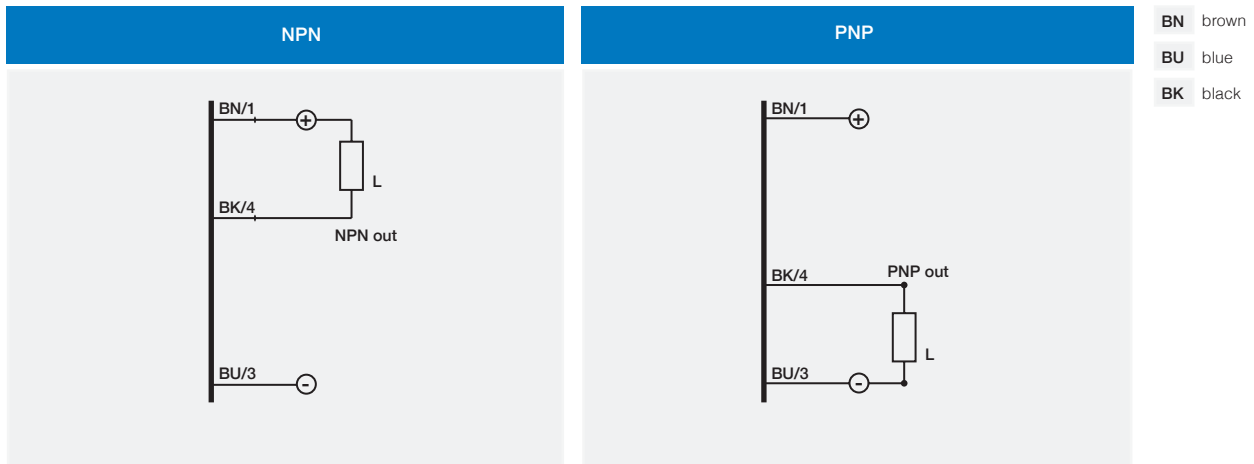 NPN
BN/1
+
L
BK/4
NPN out
BU/3
-
PNP
BN/1
+
BK/4
PNP out
L
BU/3
-
BN brown
BU blue
BK black